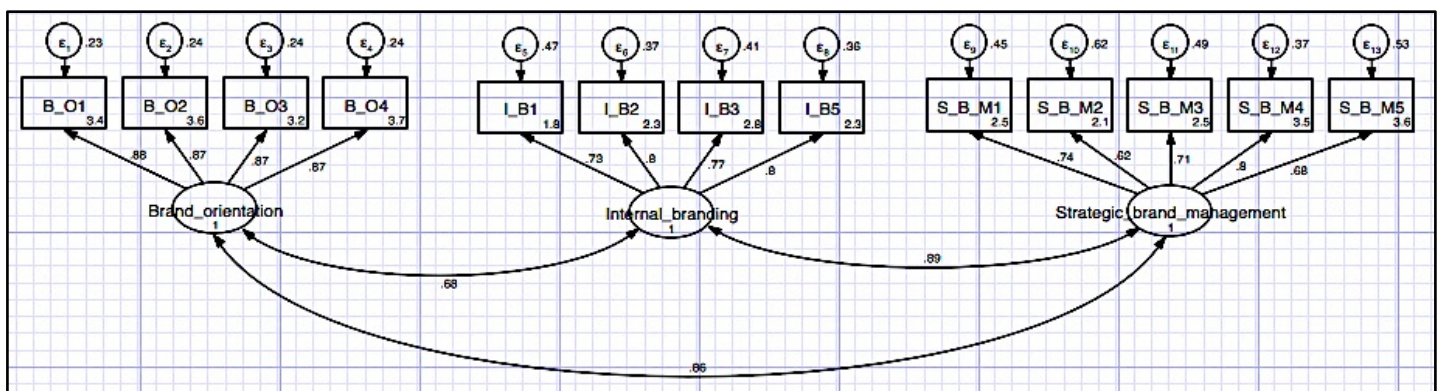 ε1 .23 ε2 .24 ε3 .24 ε4 .24 ε5 .47 ε6 .37 ε7 .41 ε8 .36 ε9 .45 ε10 .62 ε11 .49 ε12 .37 ε13 .53
B_O1 B_O2 B_O3 B_O4 I_B1 I_B2 I_B3 I_B5 S_B_M1 S_B_M2 S_B_M3 S_B_M4 S_B_M5
3.4 3.6 3.2 3.7 1.8 2.3 2.8 2.3 2.5 2.1 2.5 3.5 3.6
.88 .87 .87 .87 .73 .8 .77 .8 .74 .62 .71 .8 .68
Brand_orientation Internal_branding Strategic_brand_management
1 1 1
.68 .89
.86